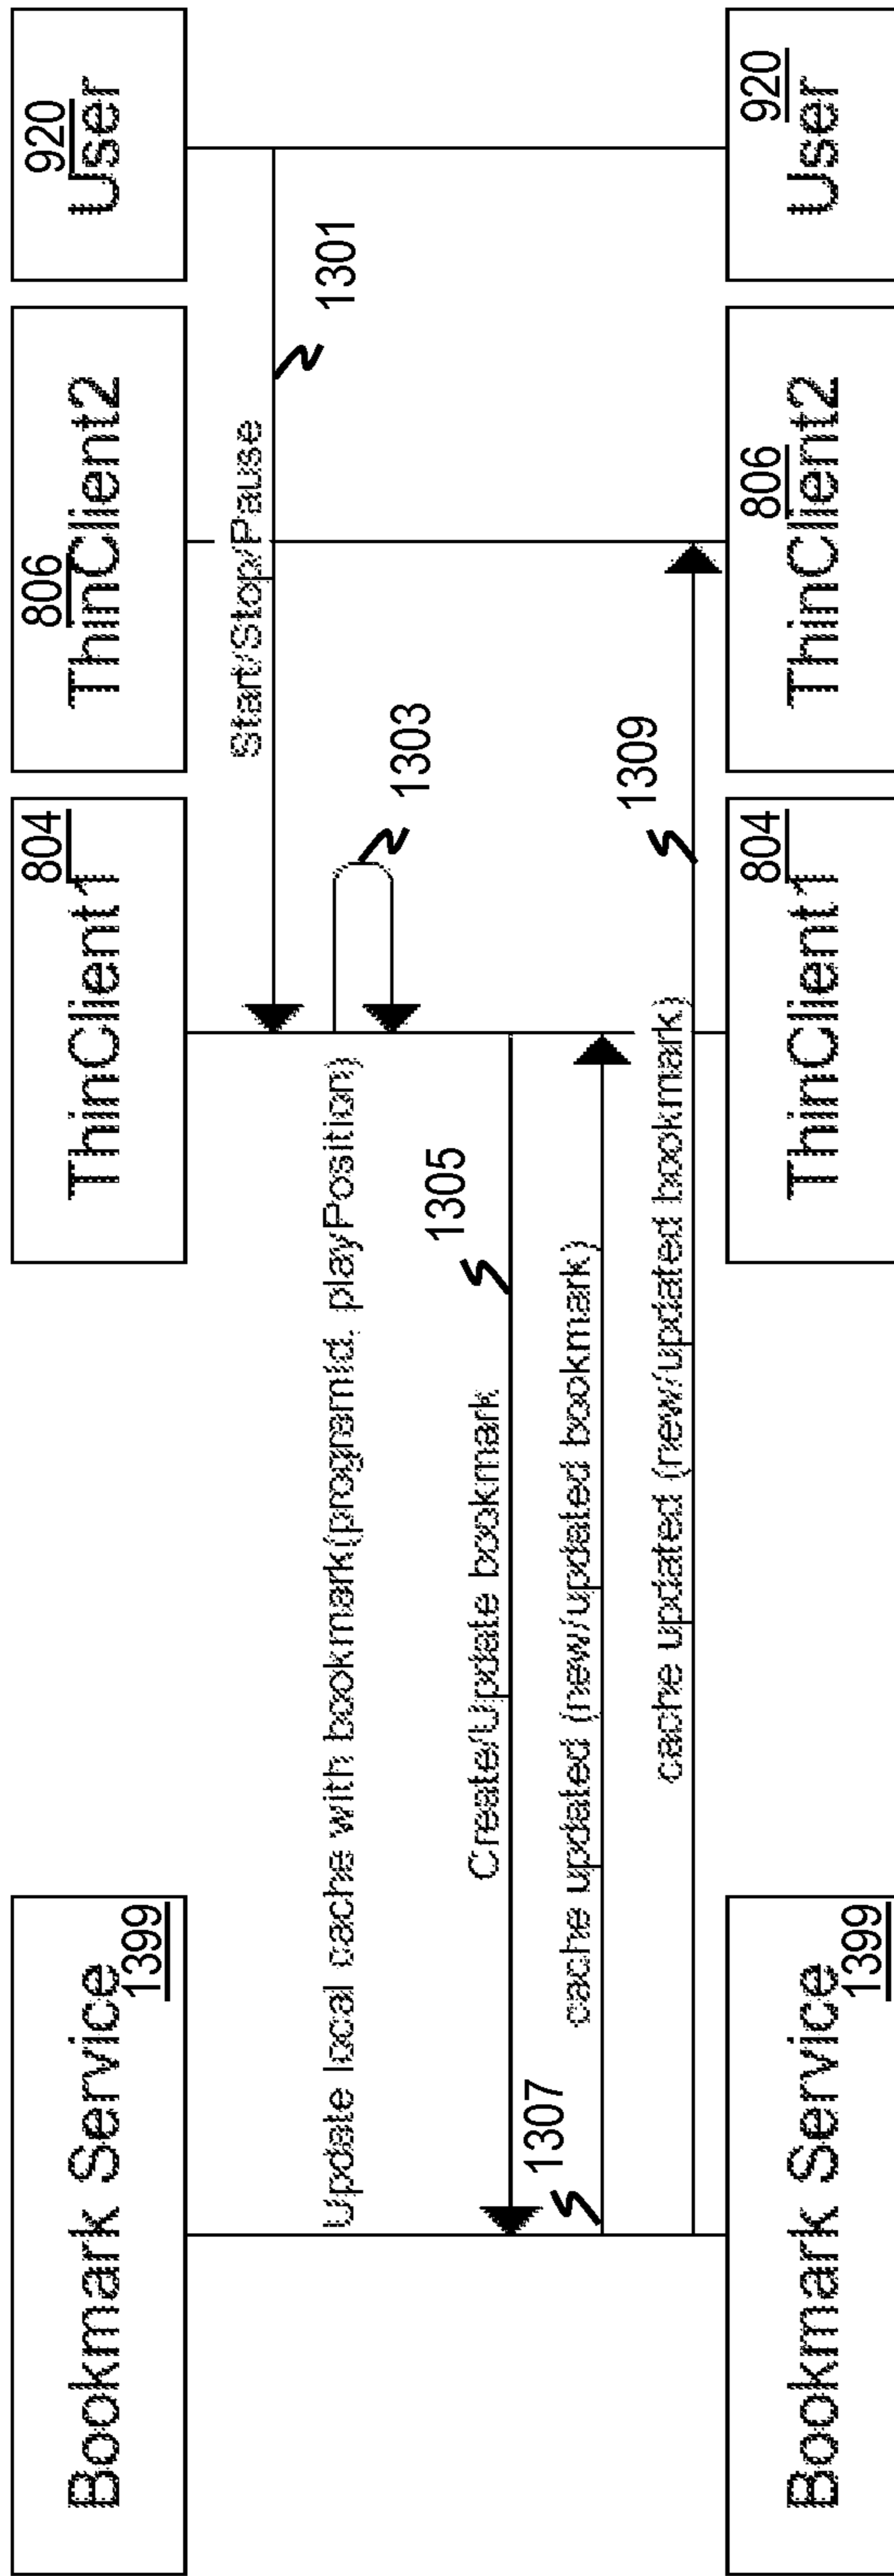 Bookmark Service
1399
ThinClient1
804
ThinClient2
806
User
920
Start/Stop/Pause
1301
Update local cache with bookmark(programId, playPosition)
1303
Create/Update bookmark
1305
cache updated (new/updated bookmark)
1307
cache updated (new/updated bookmark)
1309
Bookmark Service
1399
ThinClient1
804
ThinClient2
806
User
920